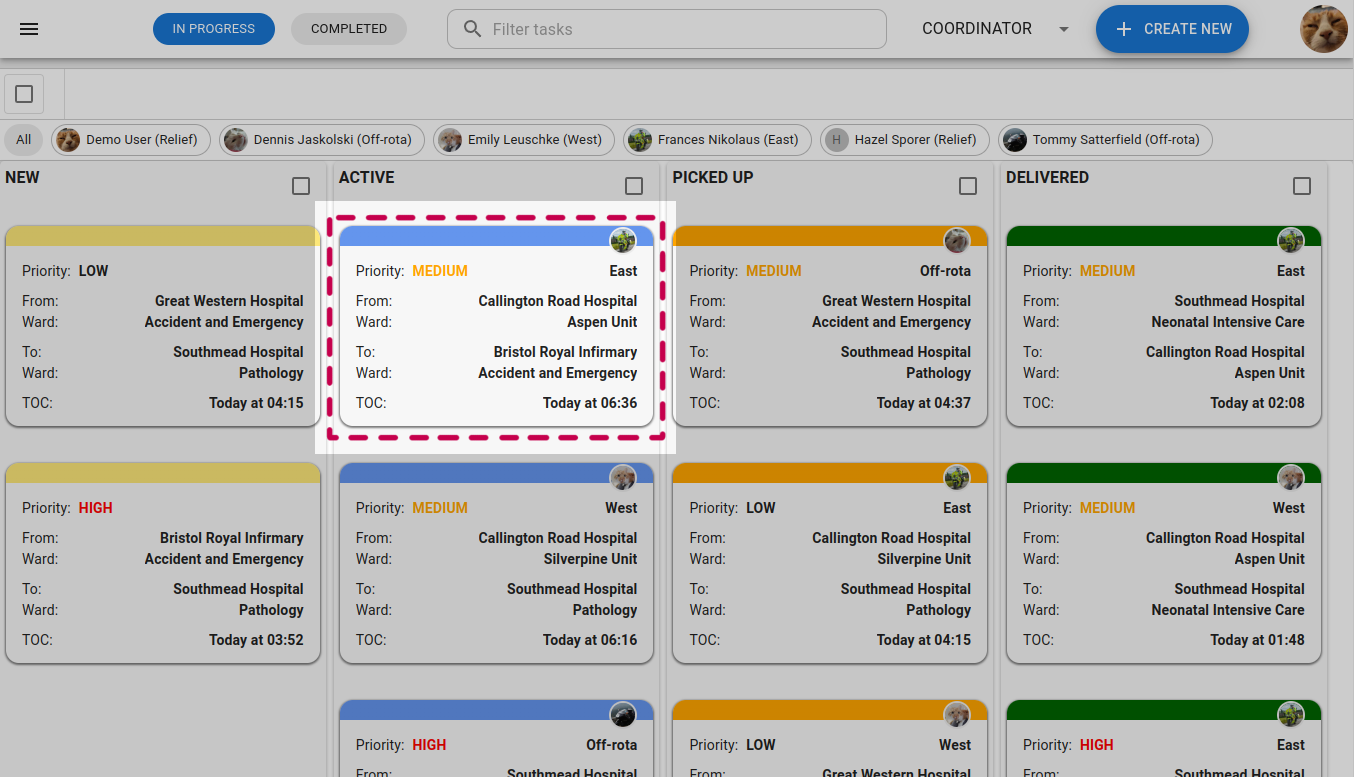 IN PROGRESS COMPLETED Filter tasks COORDINATOR CREATE NEW
All Demo User (Relief) Dennis Jaskolski (Off-rota) Emily Leuschke (West) Frances Nikolaus (East) H Hazel Sporer (Relief) Tommy Satterfield (Off-rota)
NEW
Priority: LOW
From: Great Western Hospital
Ward: Accident and Emergency
To: Southmead Hospital
Ward: Pathology
TOC: Today at 04:15
Priority: HIGH
From: Bristol Royal Infirmary
Ward: Accident and Emergency
To: Southmead Hospital
Ward: Pathology
TOC: Today at 03:52
ACTIVE
Priority: MEDIUM East
From: Callington Road Hospital
Ward: Aspen Unit
To: Bristol Royal Infirmary
Ward: Accident and Emergency
TOC: Today at 06:36
Priority: MEDIUM West
From: Callington Road Hospital
Ward: Silverpine Unit
To: Southmead Hospital
Ward: Pathology
TOC: Today at 06:16
Priority: HIGH Off-rota
From: Southmead Hospital
PICKED UP
Priority: MEDIUM Off-rota
From: Great Western Hospital
Ward: Accident and Emergency
To: Southmead Hospital
Ward: Pathology
TOC: Today at 04:37
Priority: LOW East
From: Callington Road Hospital
Ward: Silverpine Unit
To: Southmead Hospital
Ward: Pathology
TOC: Today at 04:15
Priority: LOW West
From: Great Western Hospital
DELIVERED
Priority: MEDIUM East
From: Southmead Hospital
Ward: Neonatal Intensive Care
To: Callington Road Hospital
Ward: Aspen Unit
TOC: Today at 02:08
Priority: MEDIUM West
From: Callington Road Hospital
Ward: Aspen Unit
To: Southmead Hospital
Ward: Neonatal Intensive Care
TOC: Today at 01:48
Priority: HIGH East
From: Southmead Hospital